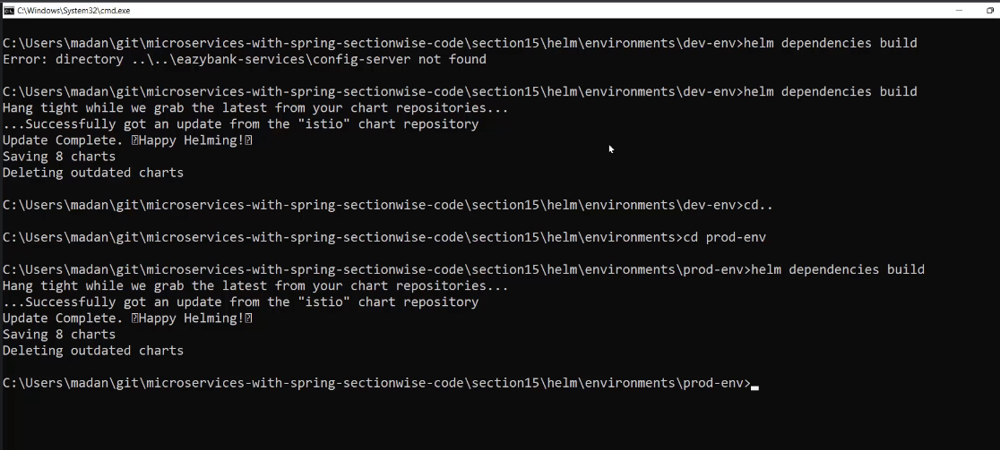 C:\Windows\System32\cmd.exe
C:\Users\madan\git\microservices-with-spring-sectionwise-code\section15\helm\environments\dev-env>helm dependencies build
Error: directory ..\..\eazybank-services\config-server not found
C:\Users\madan\git\microservices-with-spring-sectionwise-code\section15\helm\environments\dev-env>helm dependencies build
Hang tight while we grab the latest from your chart repositories...
...Successfully got an update from the "istio" chart repository
Update Complete. ⍰Happy Helming!⍰
Saving 8 charts
Deleting outdated charts
C:\Users\madan\git\microservices-with-spring-sectionwise-code\section15\helm\environments\dev-env>cd..
C:\Users\madan\git\microservices-with-spring-sectionwise-code\section15\helm\environments>cd prod-env
C:\Users\madan\git\microservices-with-spring-sectionwise-code\section15\helm\environments\prod-env>helm dependencies build
Hang tight while we grab the latest from your chart repositories...
...Successfully got an update from the "istio" chart repository
Update Complete. ⍰Happy Helming!⍰
Saving 8 charts
Deleting outdated charts
C:\Users\madan\git\microservices-with-spring-sectionwise-code\section15\helm\environments\prod-env>